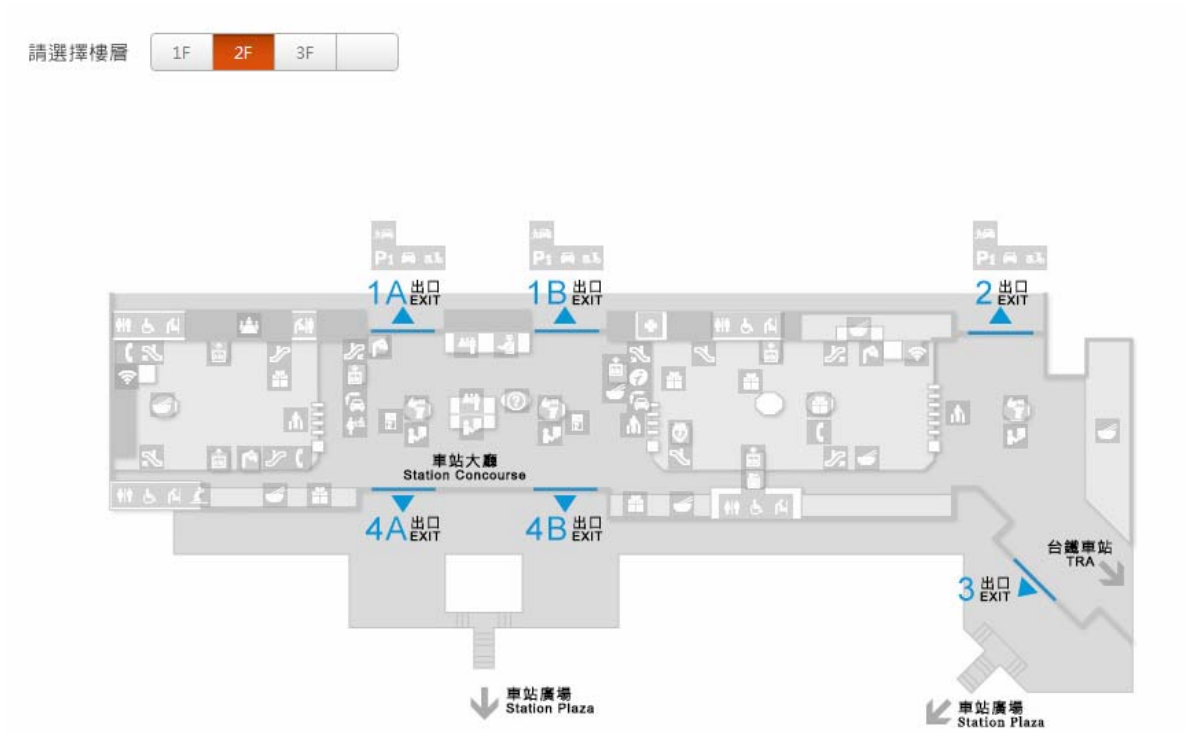 請選擇樓層
1F
2F
3F
P1
P1
P1
1A 出口
EXIT
1B 出口
EXIT
2 出口
EXIT
車站大廳
Station Concourse
4A 出口
EXIT
4B 出口
EXIT
台鐵車站
TRA
3 出口
EXIT
車站廣場
Station Plaza
車站廣場
Station Plaza